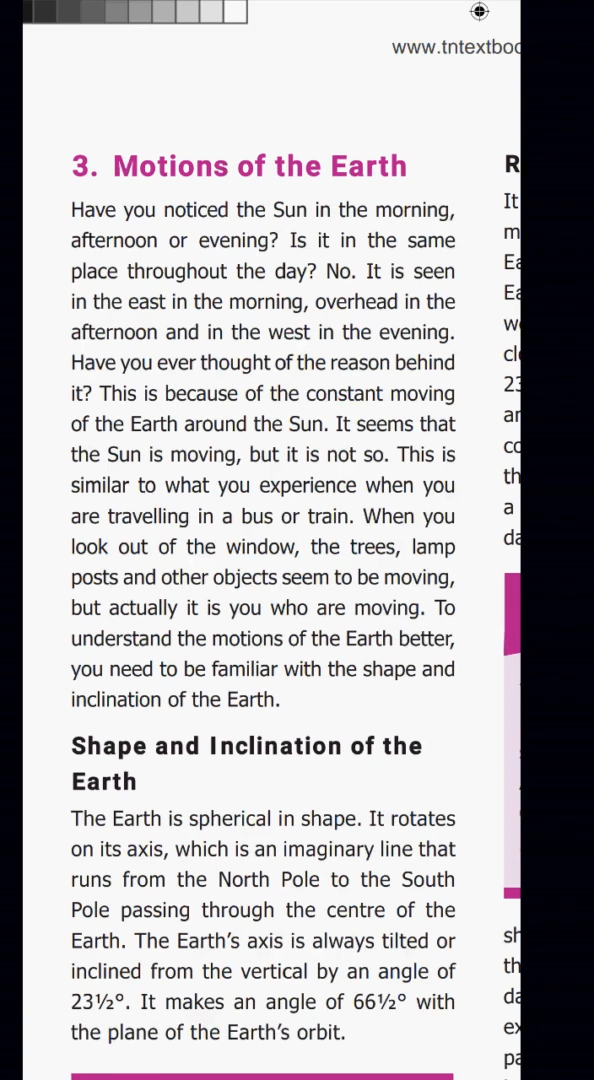 www.tntextboo
3. Motions of the Earth
Have you noticed the Sun in the morning,
afternoon or evening? Is it in the same
place throughout the day? No. It is seen
in the east in the morning, overhead in the
afternoon and in the west in the evening.
Have you ever thought of the reason behind
it? This is because of the constant moving
of the Earth around the Sun. It seems that
the Sun is moving, but it is not so. This is
similar to what you experience when you
are travelling in a bus or train. When you
look out of the window, the trees, lamp
posts and other objects seem to be moving,
but actually it is you who are moving. To
understand the motions of the Earth better,
you need to be familiar with the shape and
inclination of the Earth.
Shape and Inclination of the
Earth
The Earth is spherical in shape. It rotates
on its axis, which is an imaginary line that
runs from the North Pole to the South
Pole passing through the centre of the
Earth. The Earth’s axis is always tilted or
inclined from the vertical by an angle of
23½°. It makes an angle of 66½° with
the plane of the Earth’s orbit.
It
a